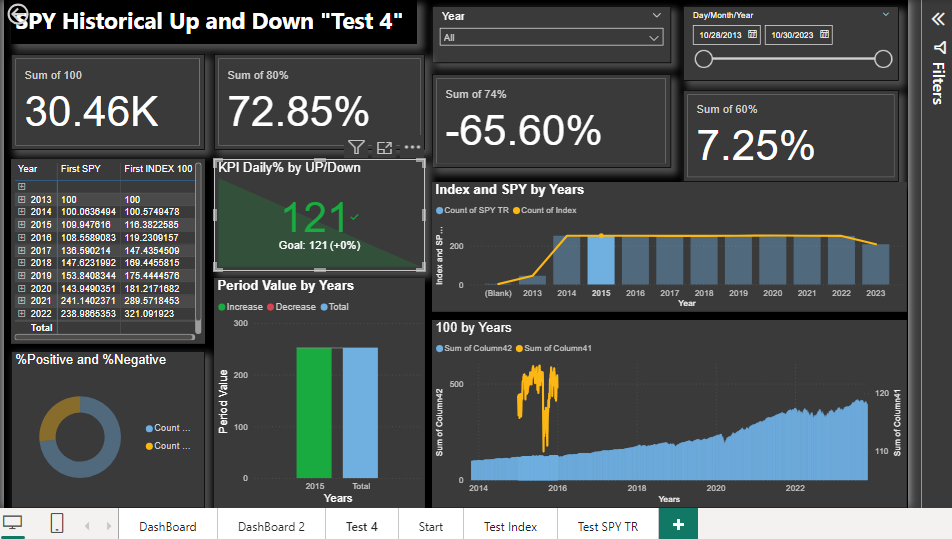 SPY Historical Up and Down "Test 4"
Year
All
Day/Month/Year
10/28/2013
10/30/2023
Filters
Sum of 100
30.46K
Sum of 80%
72.85%
Sum of 74%
-65.60%
Sum of 60%
7.25%
Year First SPY First INDEX 100
2013 100 100
2014 100.0636494 100.5749478
2015 109.947616 116.3822585
2016 108.5589083 119.2309157
2017 136.590214 147.4354509
2018 147.6231992 169.4455815
2019 153.8408344 175.4444576
2020 143.9490351 181.2171682
2021 241.1402371 289.5718453
2022 238.9865353 321.091923
Total
KPI Daily% by UP/Down
121
Goal: 121 (+0%)
Index and SPY by Years
Count of SPY TR Count of Index
Index and SP...
200
0
(Blank) 2013 2014 2015 2016 2017 2018 2019 2020 2021 2022 2023
Year
Period Value by Years
Increase Decrease Total
Period Value
300
200
100
0
2015 Total
Years
%Positive and %Negative
Count ...
Count ...
100 by Years
Sum of Column42 Sum of Column41
Sum of Column42
500
0
120
110
Sum of Column41
2014 2016 2018 2020 2022
Years
DashBoard DashBoard 2 Test 4 Start Test Index Test SPY TR